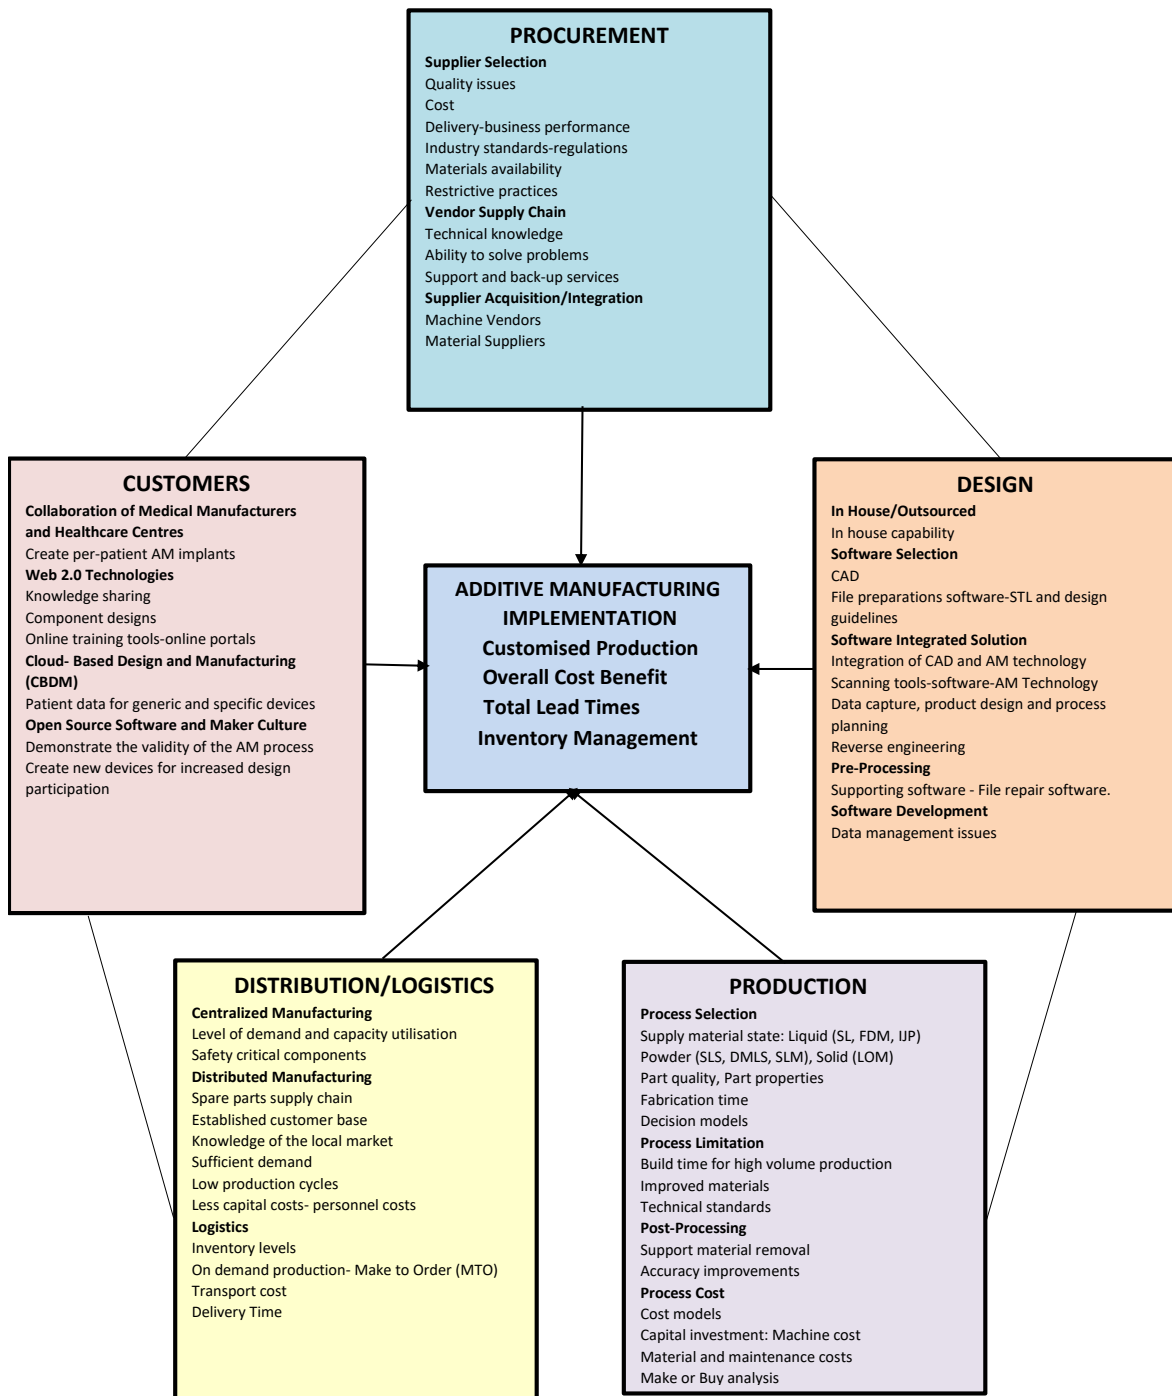 PROCUREMENT
Supplier Selection
Quality issues
Cost
Delivery-business performance
Industry standards-regulations
Materials availability
Restrictive practices
Vendor Supply Chain
Technical knowledge
Ability to solve problems
Support and back-up services
Supplier Acquisition/Integration
Machine Vendors
Material Suppliers
CUSTOMERS
Collaboration of Medical Manufacturers
and Healthcare Centres
Create per-patient AM implants
Web 2.0 Technologies
Knowledge sharing
Component designs
Online training tools-online portals
Cloud- Based Design and Manufacturing
(CBDM)
Patient data for generic and specific devices
Open Source Software and Maker Culture
Demonstrate the validity of the AM process
Create new devices for increased design
participation
ADDITIVE MANUFACTURING
IMPLEMENTATION
Customised Production
Overall Cost Benefit
Total Lead Times
Inventory Management
DESIGN
In House/Outsourced
In house capability
Software Selection
CAD
File preparations software-STL and design
guidelines
Software Integrated Solution
Integration of CAD and AM technology
Scanning tools-software-AM Technology
Data capture, product design and process
planning
Reverse engineering
Pre-Processing
Supporting software - File repair software.
Software Development
Data management issues
DISTRIBUTION/LOGISTICS
Centralized Manufacturing
Level of demand and capacity utilisation
Safety critical components
Distributed Manufacturing
Spare parts supply chain
Established customer base
Knowledge of the local market
Sufficient demand
Low production cycles
Less capital costs- personnel costs
Logistics
Inventory levels
On demand production- Make to Order (MTO)
Transport cost
Delivery Time
PRODUCTION
Process Selection
Supply material state: Liquid (SL, FDM, IJP)
Powder (SLS, DMLS, SLM), Solid (LOM)
Part quality, Part properties
Fabrication time
Decision models
Process Limitation
Build time for high volume production
Improved materials
Technical standards
Post-Processing
Support material removal
Accuracy improvements
Process Cost
Cost models
Capital investment: Machine cost
Material and maintenance costs
Make or Buy analysis